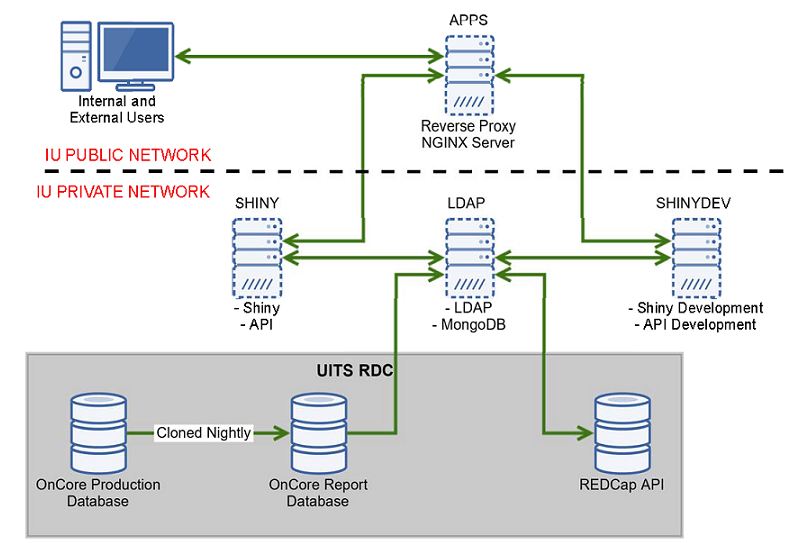 APPS
Internal and
External Users
Reverse Proxy
NGINX Server
IU PUBLIC NETWORK
IU PRIVATE NETWORK
SHINY
LDAP
SHINYDEV
- Shiny
- API
- LDAP
- MongoDB
- Shiny Development
- API Development
UITS RDC
Cloned Nightly
OnCore Production
Database
OnCore Report
Database
REDCap API